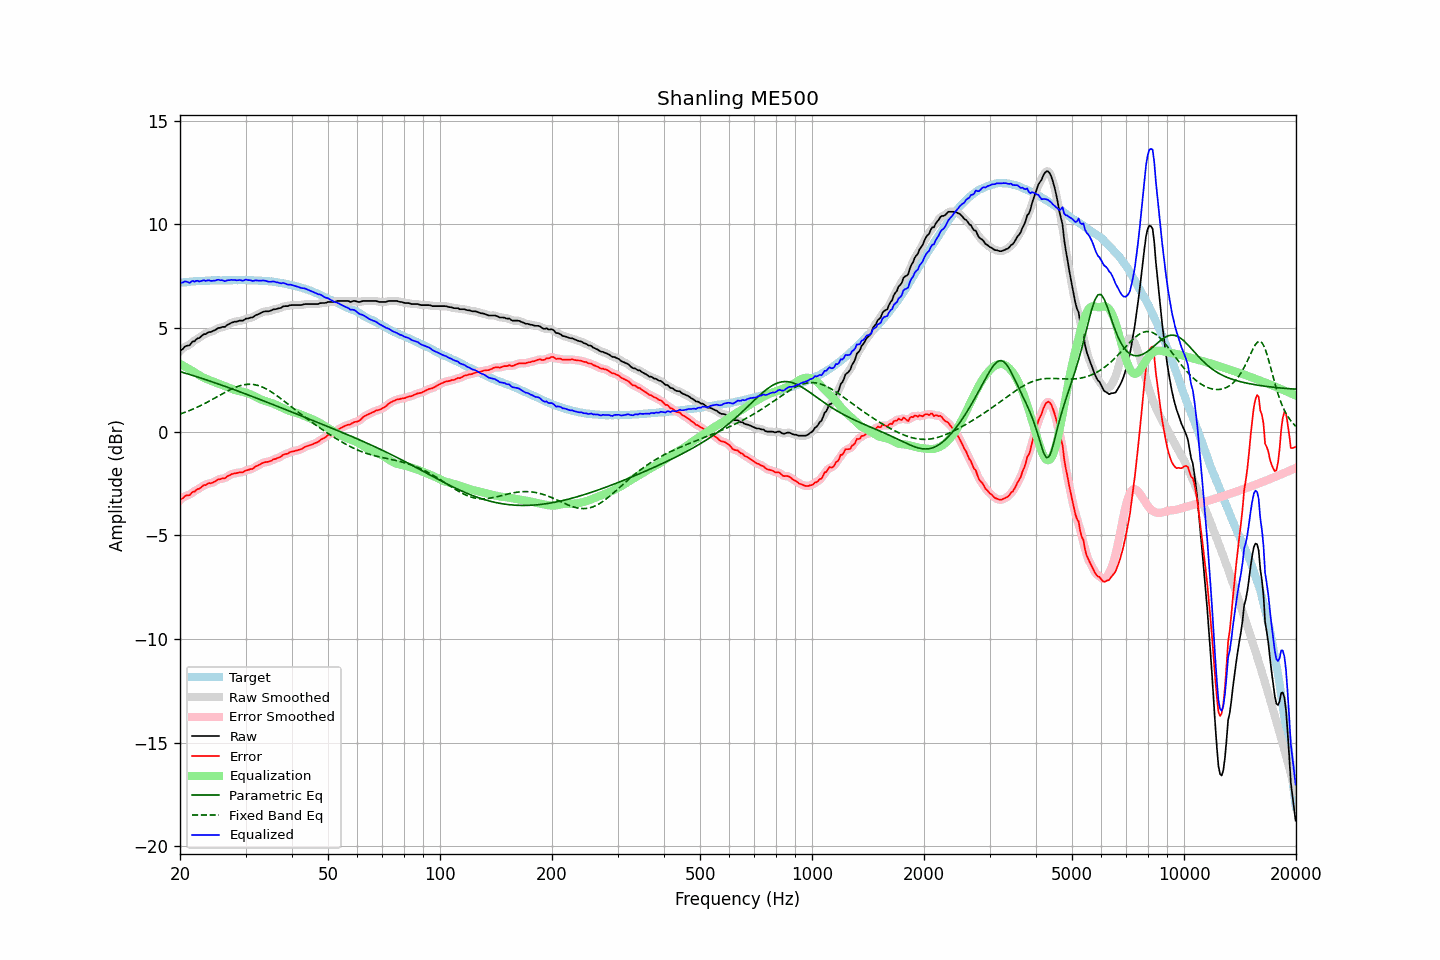 Shanling ME500
Amplitude (dBr)
15
10
5
0
−5
−10
−15
−20
Target
Raw Smoothed
Error Smoothed
Raw
Error
Equalization
Parametric Eq
Fixed Band Eq
Equalized
20 50 100 200 500 1000 2000 5000 10000 20000
Frequency (Hz)